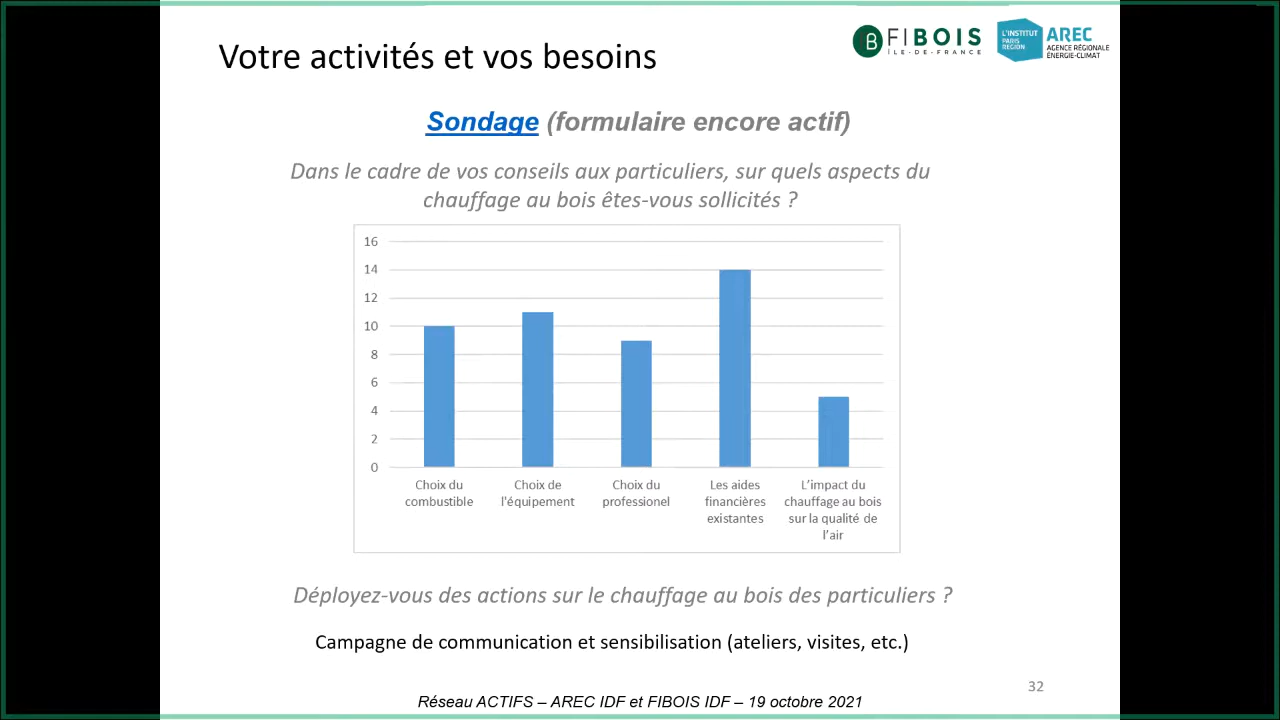 Votre activités et vos besoins
B FIBOIS
ÎLE-DE-FRANCE
L'INSTITUT
PARIS
REGION
AREC
AGENCE RÉGIONALE
ÉNERGIE-CLIMAT
Sondage (formulaire encore actif)
Dans le cadre de vos conseils aux particuliers, sur quels aspects du
chauffage au bois êtes-vous sollicités ?
16
14
12
10
8
6
4
2
0
Choix du
combustible
Choix de
l'équipement
Choix du
professionel
Les aides
financières
existantes
L’impact du
chauffage au bois
sur la qualité de
l’air
Déployez-vous des actions sur le chauffage au bois des particuliers ?
Campagne de communication et sensibilisation (ateliers, visites, etc.)
32
Réseau ACTIFS – AREC IDF et FIBOIS IDF – 19 octobre 2021